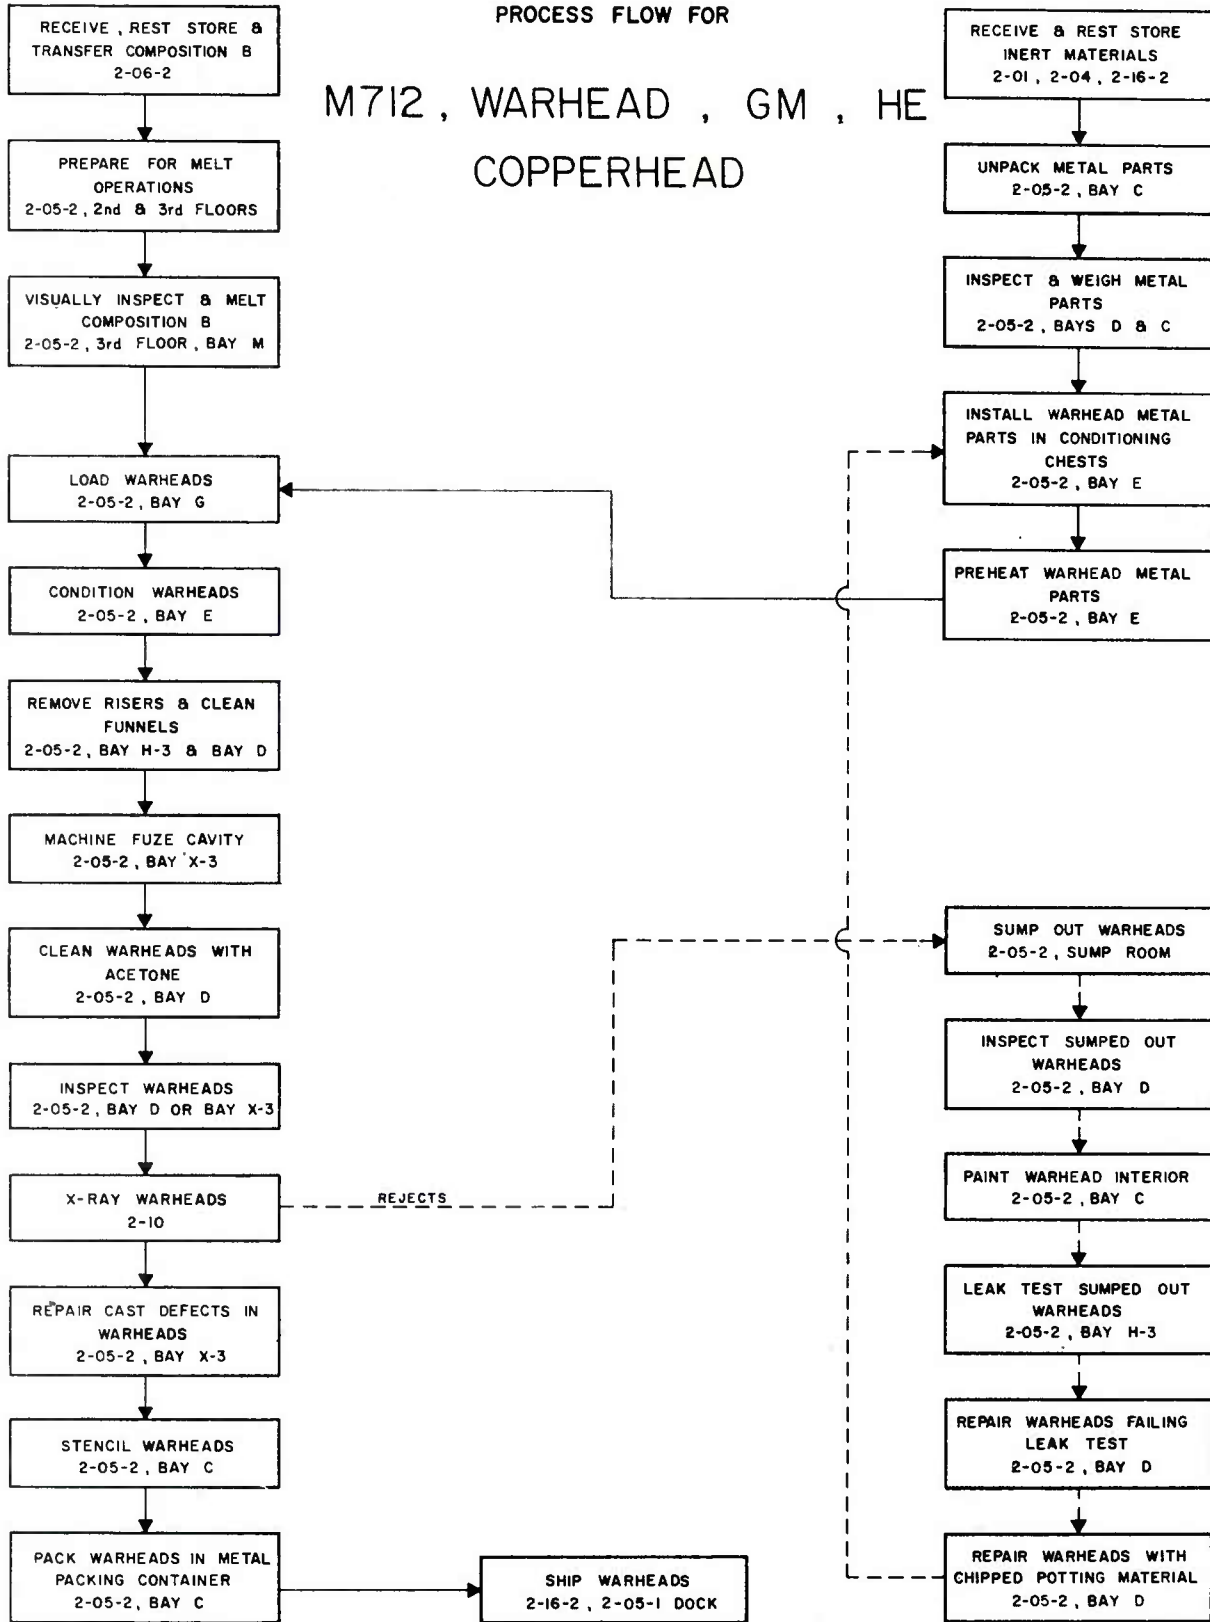 PROCESS FLOW FOR
M712, WARHEAD, GM, HE
COPPERHEAD
RECEIVE, REST STORE &
TRANSFER COMPOSITION B
2-06-2
PREPARE FOR MELT
OPERATIONS
2-05-2, 2nd & 3rd FLOORS
VISUALLY INSPECT & MELT
COMPOSITION B
2-05-2, 3rd FLOOR, BAY M
LOAD WARHEADS
2-05-2, BAY G
CONDITION WARHEADS
2-05-2, BAY E
REMOVE RISERS & CLEAN
FUNNELS
2-05-2, BAY H-3 & BAY D
MACHINE FUZE CAVITY
2-05-2, BAY X-3
CLEAN WARHEADS WITH
ACETONE
2-05-2, BAY D
INSPECT WARHEADS
2-05-2, BAY D OR BAY X-3
X-RAY WARHEADS
2-10
REJECTS
REPAIR CAST DEFECTS IN
WARHEADS
2-05-2, BAY X-3
STENCIL WARHEADS
2-05-2, BAY C
PACK WARHEADS IN METAL
PACKING CONTAINER
2-05-2, BAY C
SHIP WARHEADS
2-16-2, 2-05-1 DOCK
RECEIVE & REST STORE
INERT MATERIALS
2-01, 2-04, 2-16-2
UNPACK METAL PARTS
2-05-2, BAY C
INSPECT & WEIGH METAL
PARTS
2-05-2, BAYS D & C
INSTALL WARHEAD METAL
PARTS IN CONDITIONING
CHESTS
2-05-2, BAY E
PREHEAT WARHEAD METAL
PARTS
2-05-2, BAY E
SUMP OUT WARHEADS
2-05-2, SUMP ROOM
INSPECT SUMPED OUT
WARHEADS
2-05-2, BAY D
PAINT WARHEAD INTERIOR
2-05-2, BAY C
LEAK TEST SUMPED OUT
WARHEADS
2-05-2, BAY H-3
REPAIR WARHEADS FAILING
LEAK TEST
2-05-2, BAY D
REPAIR WARHEADS WITH
CHIPPED POTTING MATERIAL
2-05-2, BAY D